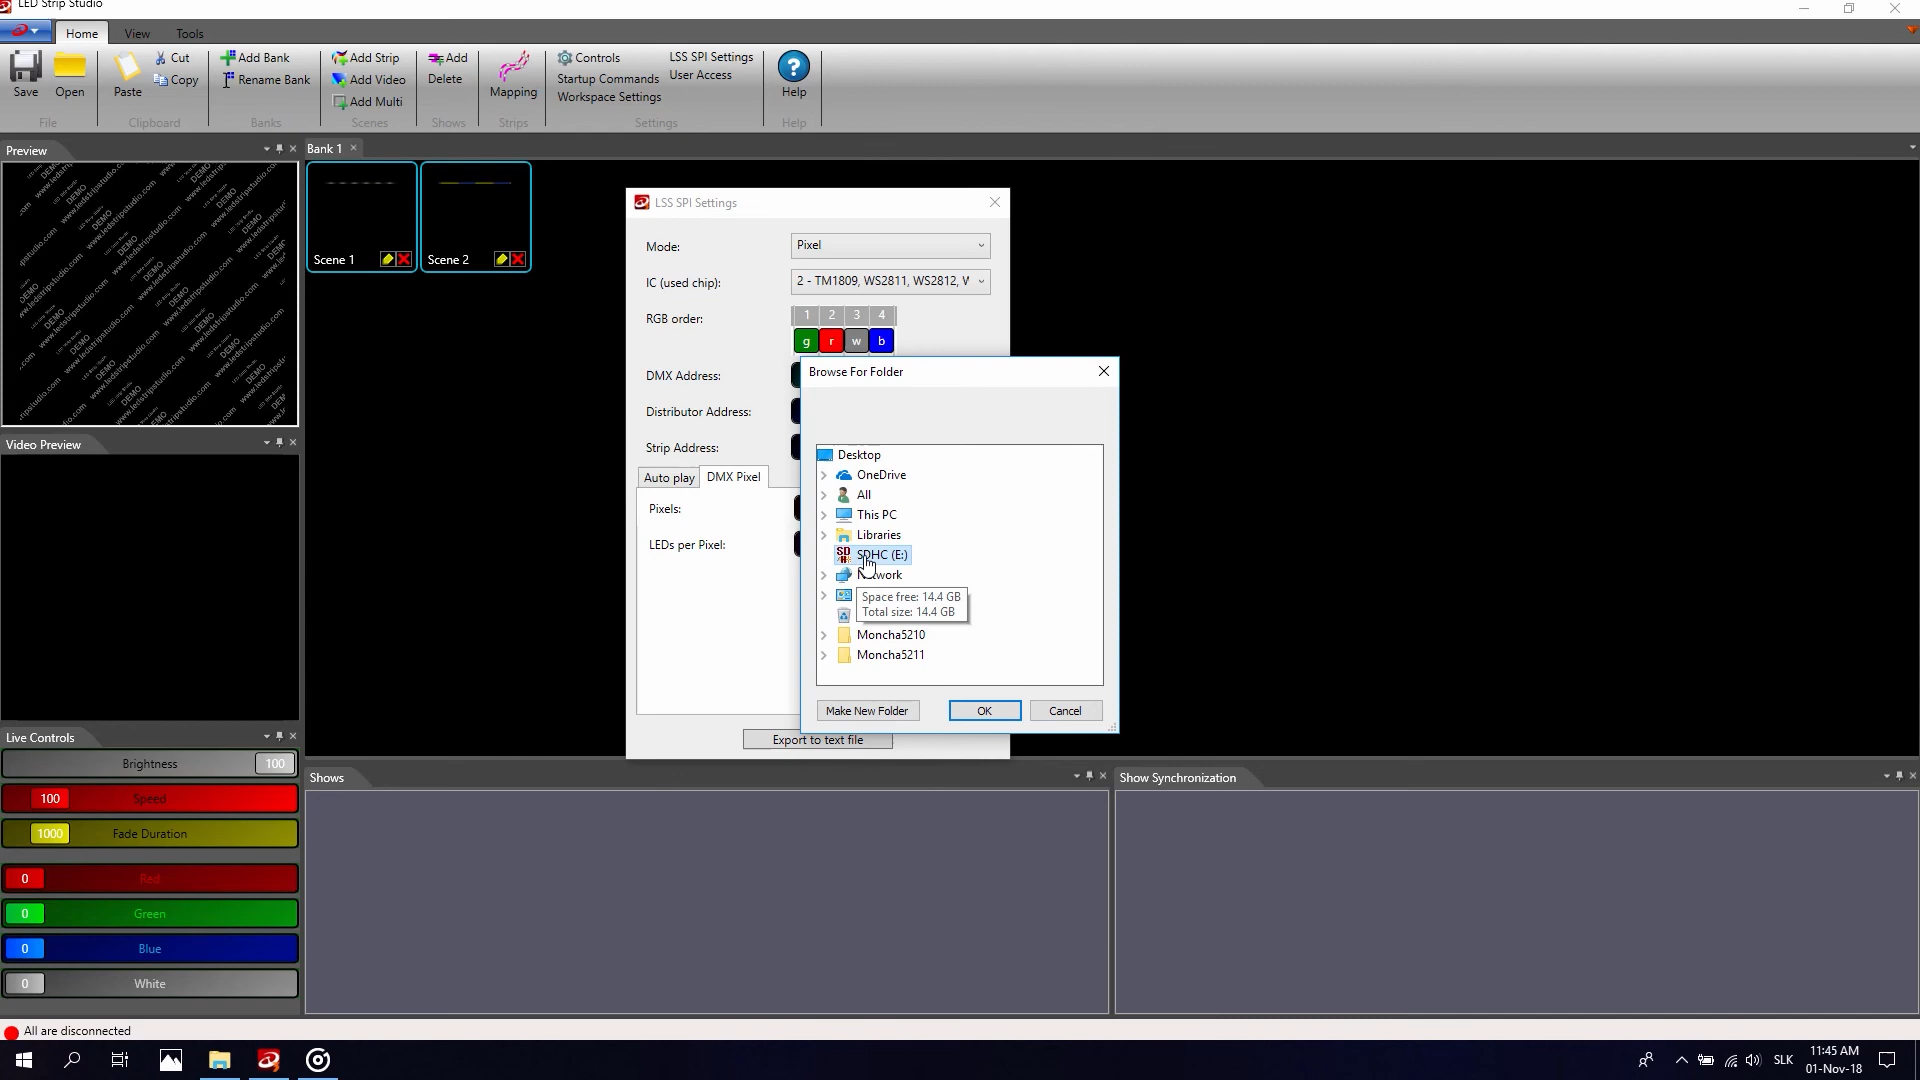 LED Strip Studio
Home
View
Tools
Save
Open
Paste
Cut
Copy
Add Bank
Rename Bank
Add Strip
Add Video
Add Multi
Add
Delete
Mapping
Controls
Startup Commands
Workspace Settings
LSS SPI Settings
User Access
Help
File
Clipboard
Banks
Scenes
Shows
Strips
Settings
Help
Preview
Bank 1
DEMO
www.ledstripstudio.com
Scene 1
Scene 2
Video Preview
LSS SPI Settings
Mode:
Pixel
IC (used chip):
2 - TM1809, WS2811, WS2812, W
RGB order:
1 2 3 4
g r w b
DMX Address:
Distributor Address:
Strip Address:
Auto play
DMX Pixel
Pixels:
LEDs per Pixel:
Export to text file
Browse For Folder
Desktop
OneDrive
All
This PC
Libraries
SDHC (E:)
Network
Space free: 14.4 GB
Total size: 14.4 GB
Moncha5210
Moncha5211
Make New Folder
OK
Cancel
Live Controls
Brightness 100
100 Speed
1000 Fade Duration
0 Red
0 Green
0 Blue
0 White
Shows
Show Synchronization
All are disconnected
SLK
11:45 AM
01-Nov-18